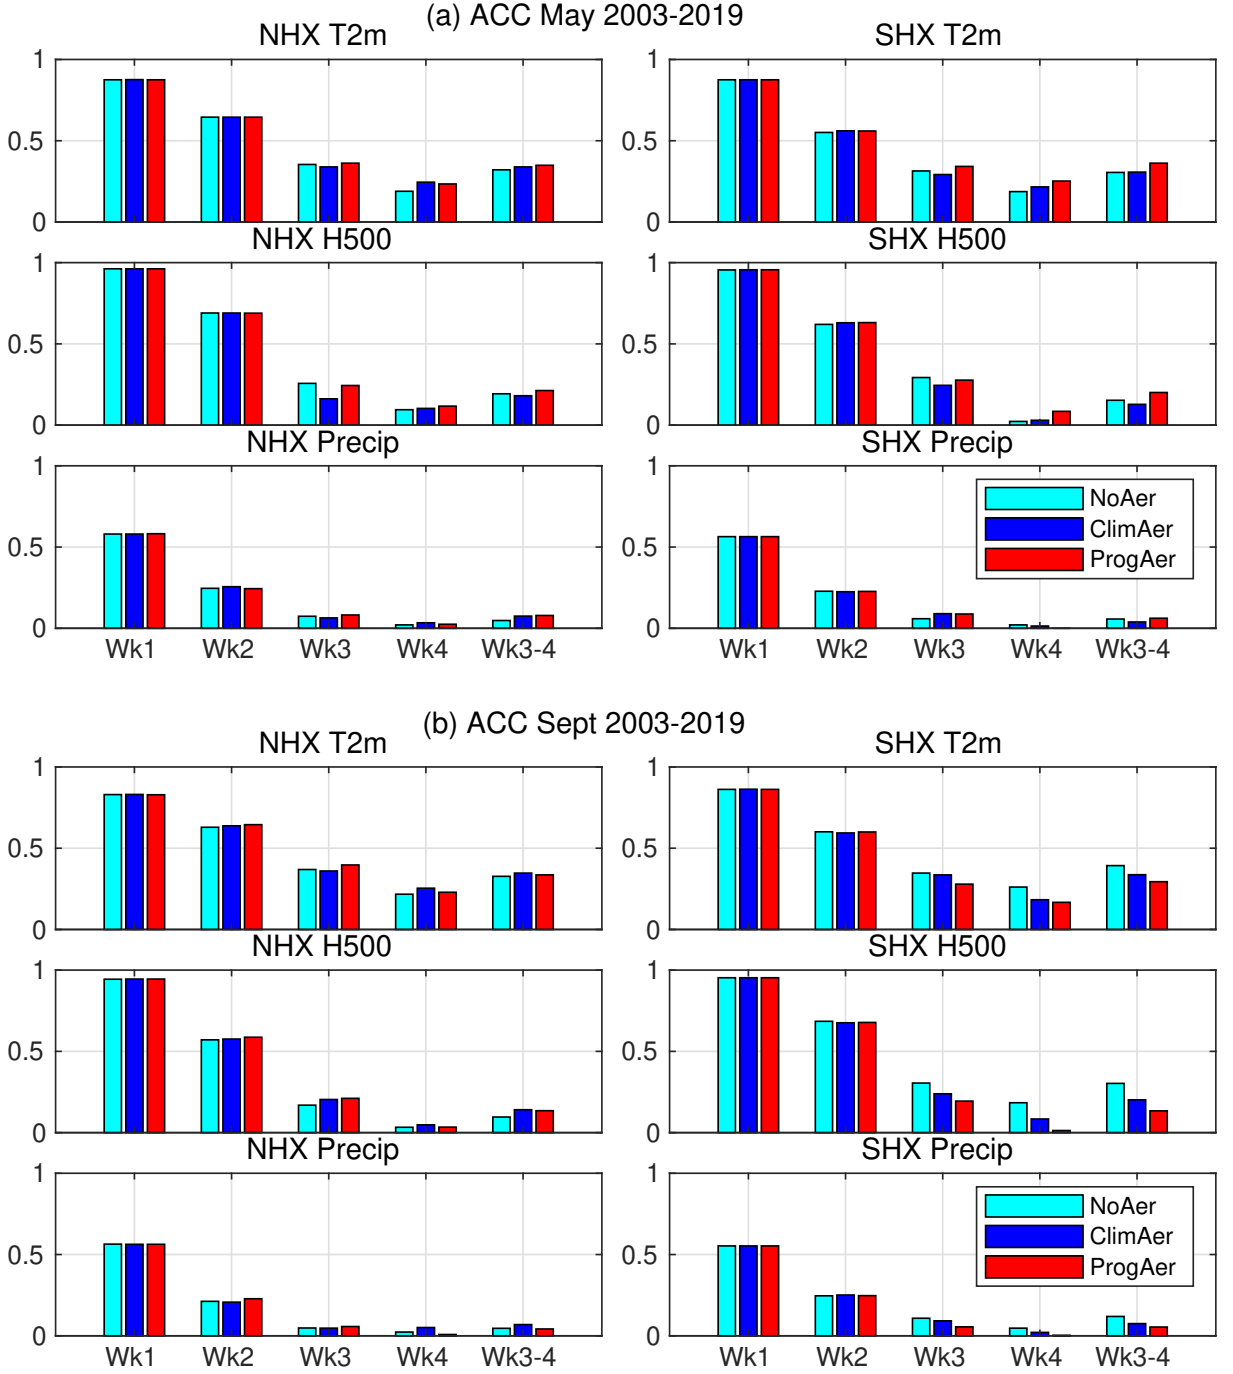 (a) ACC May 2003-2019
NHX T2m
SHX T2m
1
0.5
0
1
0.5
0
NHX H500
SHX H500
1
0.5
0
1
0.5
0
NHX Precip
SHX Precip
1
0.5
0
1
0.5
0
NoAer
ClimAer
ProgAer
Wk1 Wk2 Wk3 Wk4 Wk3-4
Wk1 Wk2 Wk3 Wk4 Wk3-4
(b) ACC Sept 2003-2019
NHX T2m
SHX T2m
1
0.5
0
1
0.5
0
NHX H500
SHX H500
1
0.5
0
1
0.5
0
NHX Precip
SHX Precip
1
0.5
0
1
0.5
0
NoAer
ClimAer
ProgAer
Wk1 Wk2 Wk3 Wk4 Wk3-4
Wk1 Wk2 Wk3 Wk4 Wk3-4